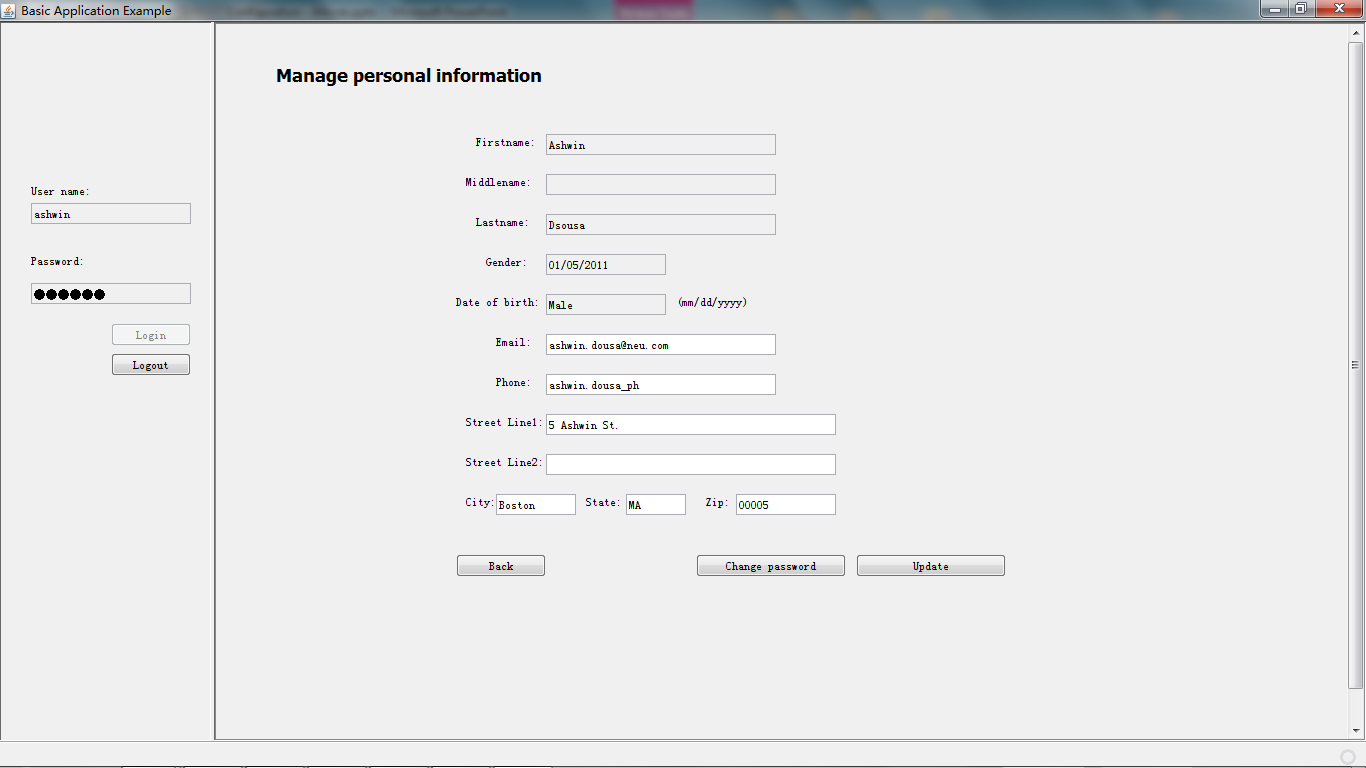 Basic Application Example
Manage personal information
User name:
ashwin
Password:
Login
Logout
Firstname: Ashwin
Middlename:
Lastname: Dsousa
Gender: 01/05/2011
Date of birth: Male (mm/dd/yyyy)
Email: ashwin.dousa@neu.com
Phone: ashwin.dousa_ph
Street Line1: 5 Ashwin St.
Street Line2:
City: Boston State: MA Zip: 00005
Back Change password Update